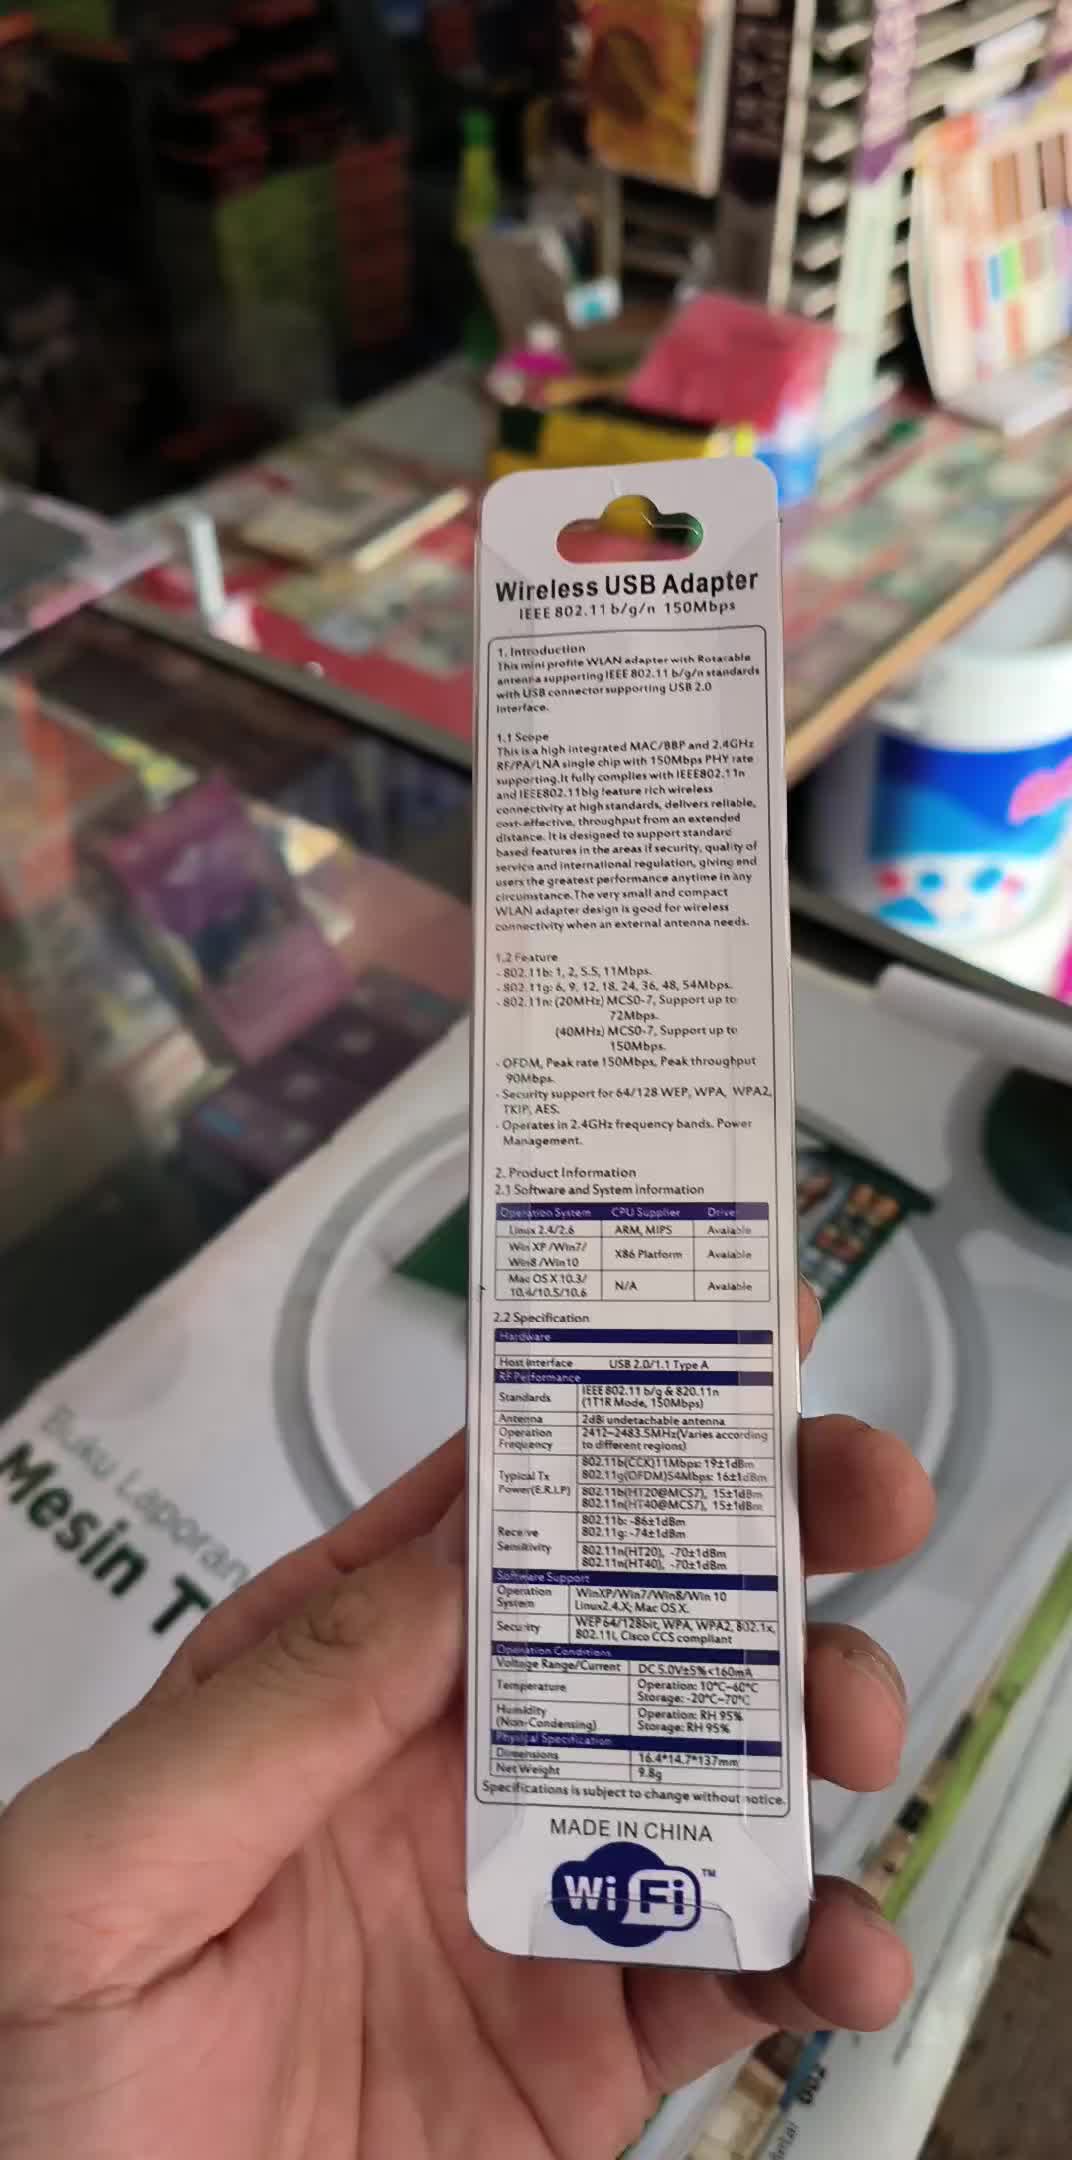 Wireless USB Adapter
IEEE 802.11 b/g/n 150Mbps
1. Introduction
This mini profile WLAN adapter with Rotatable
antenna supporting IEEE 802.11 b/g/n standards
with USB connector supporting USB 2.0
Interface.
1.1 Scope
This is a high integrated MAC/BBP and 2.4GHz
RF/PA/LNA single chip with 150Mbps PHY rate
supporting.It fully complies with IEEE802.11n
and IEEE802.11blg feature rich wireless
connectivity at high standards, delivers reliable,
cost-effective, throughput from an extended
distance. It is designed to support standard
based features in the areas if security, quality of
service and international regulation, giving end
users the greatest performance anytime in any
circumstance.The very small and compact
WLAN adapter design is good for wireless
connectivity when an external antenna needs.
1.2 Feature
- 802.11b: 1, 2, 5.5, 11Mbps.
- 802.11g: 6, 9, 12, 18, 24, 36, 48, 54Mbps.
- 802.11n: (20MHz) MCS0-7, Support up to
72Mbps.
(40MHz) MCS0-7, Support up to
150Mbps.
- OFDM, Peak rate 150Mbps, Peak throughput
90Mbps.
- Security support for 64/128 WEP, WPA, WPA2,
TKIP, AES.
- Operates in 2.4GHz frequency bands. Power
Management.
2. Product Information
2.1 Software and System information
Operation System CPU Supplier Driver
Linux 2.4/2.6 ARM, MIPS Avaiable
Win XP /Win7/
Win8 /Win10 X86 Platform Avaiable
Mac OS X 10.3/
10.4/10.5/10.6 N/A Available
2.2 Specification
Hardware
Host Interface USB 2.0/1.1 Type A
RF Performance
Standards IEEE 802.11 b/g & 820.11n
(1T1R Mode, 150Mbps)
Antenna 2dBi undetachable antenna
Operation Frequency 2412~2483.5MHz(Varies according
to different regions)
Typical Tx Power(E.R.I.P) 802.11b(CCK)11Mbps: 19±1dBm
802.11g(OFDM)54Mbps: 16±1dBm
802.11b(HT20@MCS7), 15±1dBm
802.11n(HT40@MCS7), 15±1dBm
Receive Sensitivity 802.11b: -86±1dBm
802.11g: -74±1dBm
802.11n(HT20), -70±1dBm
802.11n(HT40), -70±1dBm
Software Support
Operation System WinXP/Win7/Win8/Win 10
Linux2.4.X; Mac OS X.
Security WEP 64/128bit, WPA, WPA2, 802.1x,
802.11i, Cisco CCS compliant
Operation Conditions
Voltage Range/Current DC 5.0V±5%<160mA
Temperature Operation: 10°C~60°C
Storage: -20°C~70°C
Humidity Operation: RH 95%
(Non-Condensing) Storage: RH 95%
Physical Specification
Dimensions 16.4*14.7*137mm
Net Weight 9.8g
Specifications is subject to change without notice.
MADE IN CHINA
Wi Fi ™
Buku Laporan
Mesin T
002